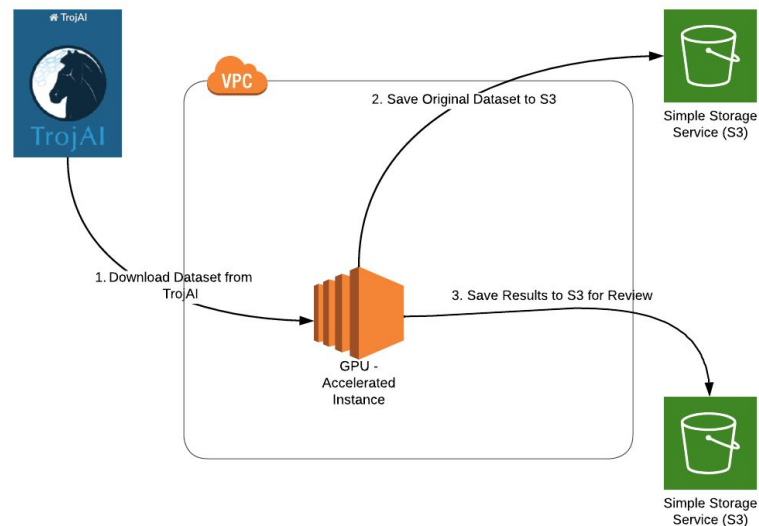 TrojAI
TrojAI
VPC
2. Save Original Dataset to S3
Simple Storage
Service (S3)
1. Download Dataset from
TrojAI
3. Save Results to S3 for Review
GPU -
Accelerated
Instance
Simple Storage
Service (S3)